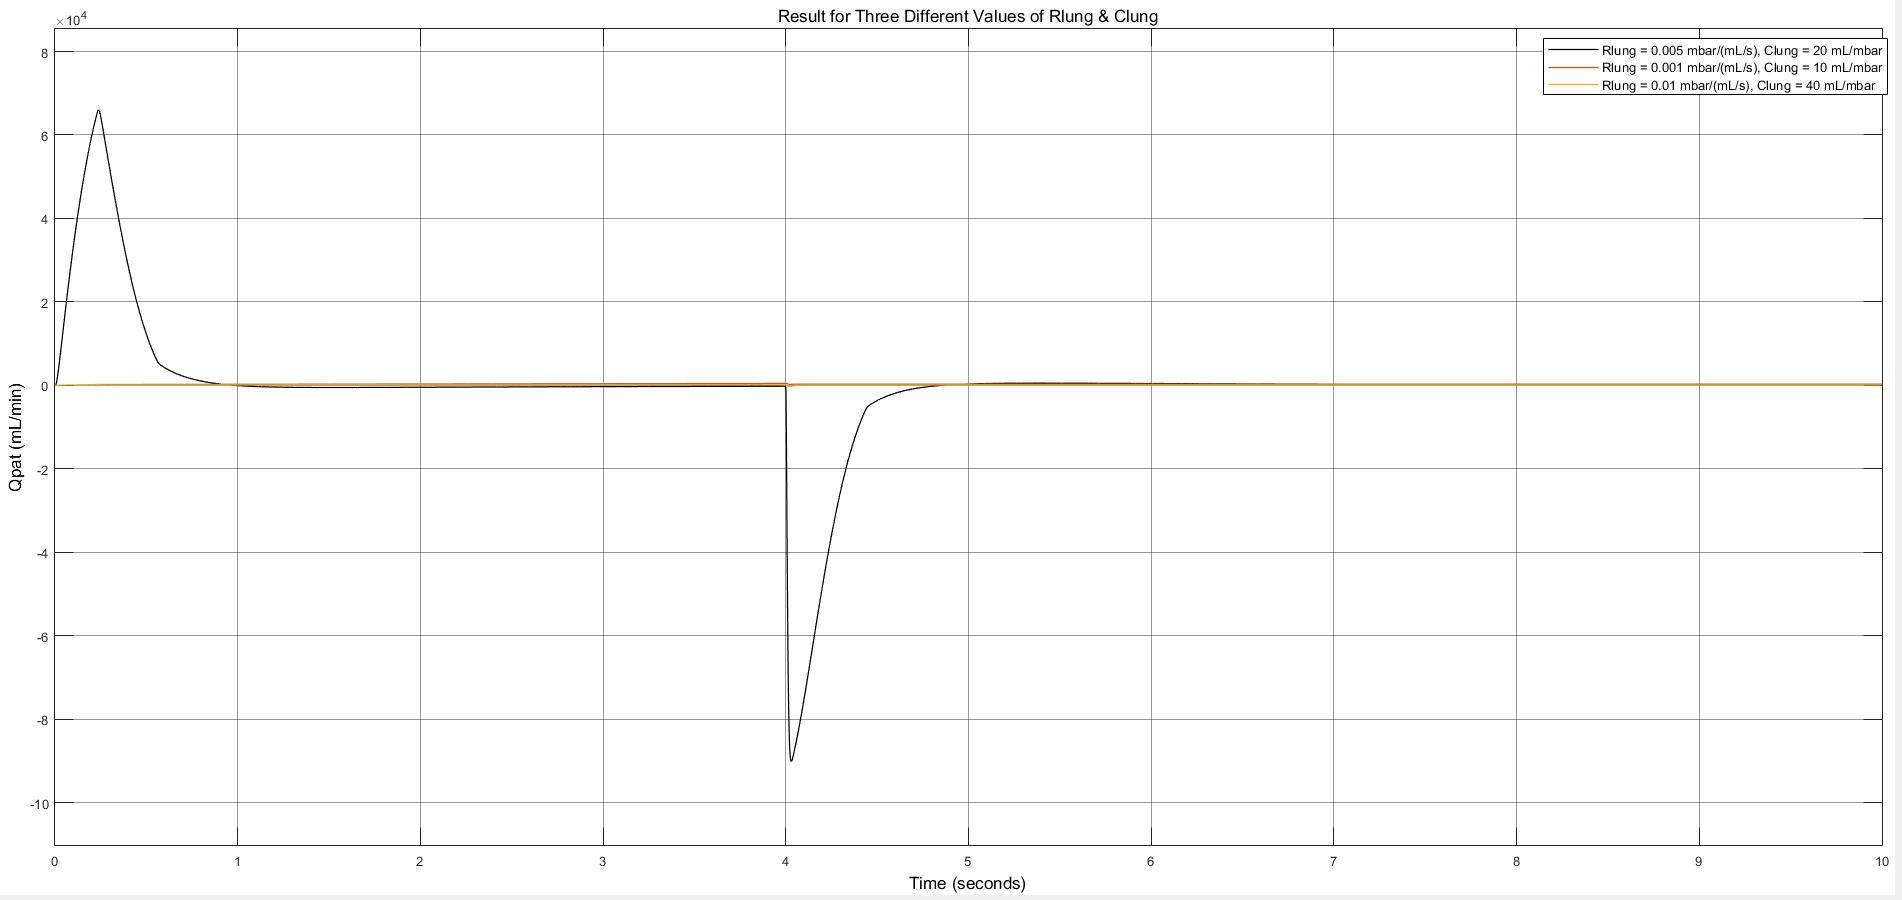 Result for Three Different Values of Rlung & Clung
×10⁴
Rlung = 0.005 mbar/(mL/s), Clung = 20 mL/mbar
Rlung = 0.001 mbar/(mL/s), Clung = 10 mL/mbar
Rlung = 0.01 mbar/(mL/s), Clung = 40 mL/mbar
8
6
4
2
0
-2
-4
-6
-8
-10
Qpat (mL/min)
0 1 2 3 4 5 6 7 8 9 10
Time (seconds)